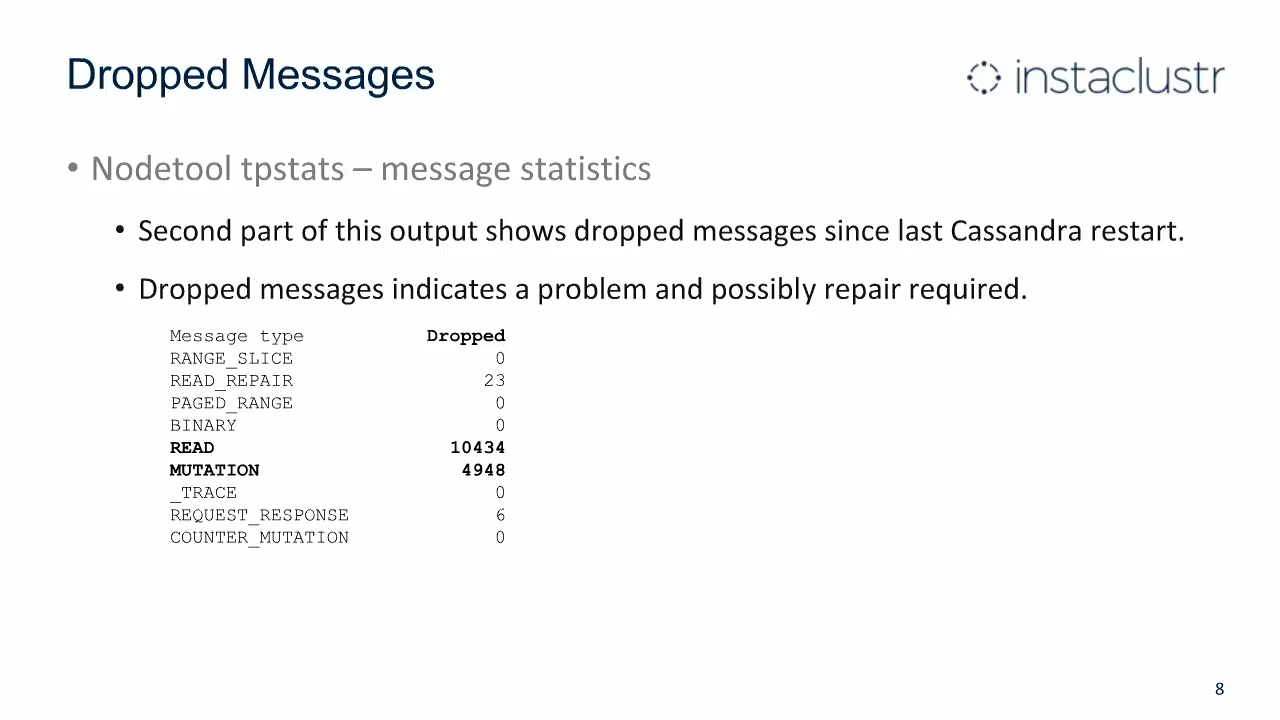 Dropped Messages
instaclustr
• Nodetool tpstats – message statistics
• Second part of this output shows dropped messages since last Cassandra restart.
• Dropped messages indicates a problem and possibly repair required.
Message type Dropped
RANGE_SLICE 0
READ_REPAIR 23
PAGED_RANGE 0
BINARY 0
READ 10434
MUTATION 4948
_TRACE 0
REQUEST_RESPONSE 6
COUNTER_MUTATION 0
8